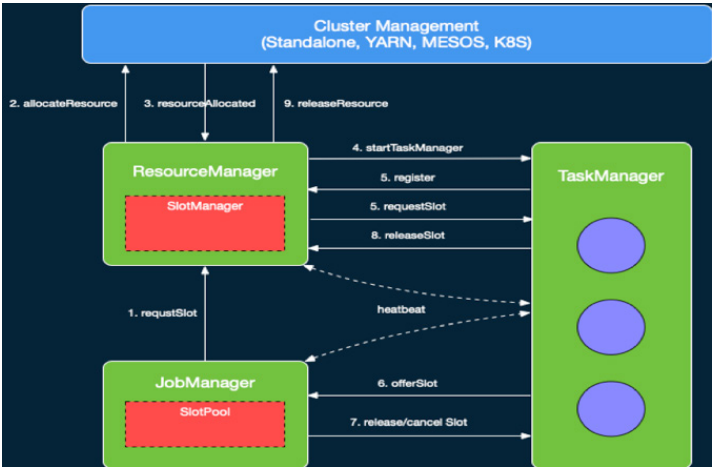 Cluster Management
(Standalone, YARN, MESOS, K8S)
2. allocateResource
3. resourceAllocated
9. releaseResource
ResourceManager
SlotManager
4. startTaskManager
5. register
5. requestSlot
8. releaseSlot
TaskManager
1. requstSlot
heatbeat
JobManager
SlotPool
6. offerSlot
7. release/cancel Slot